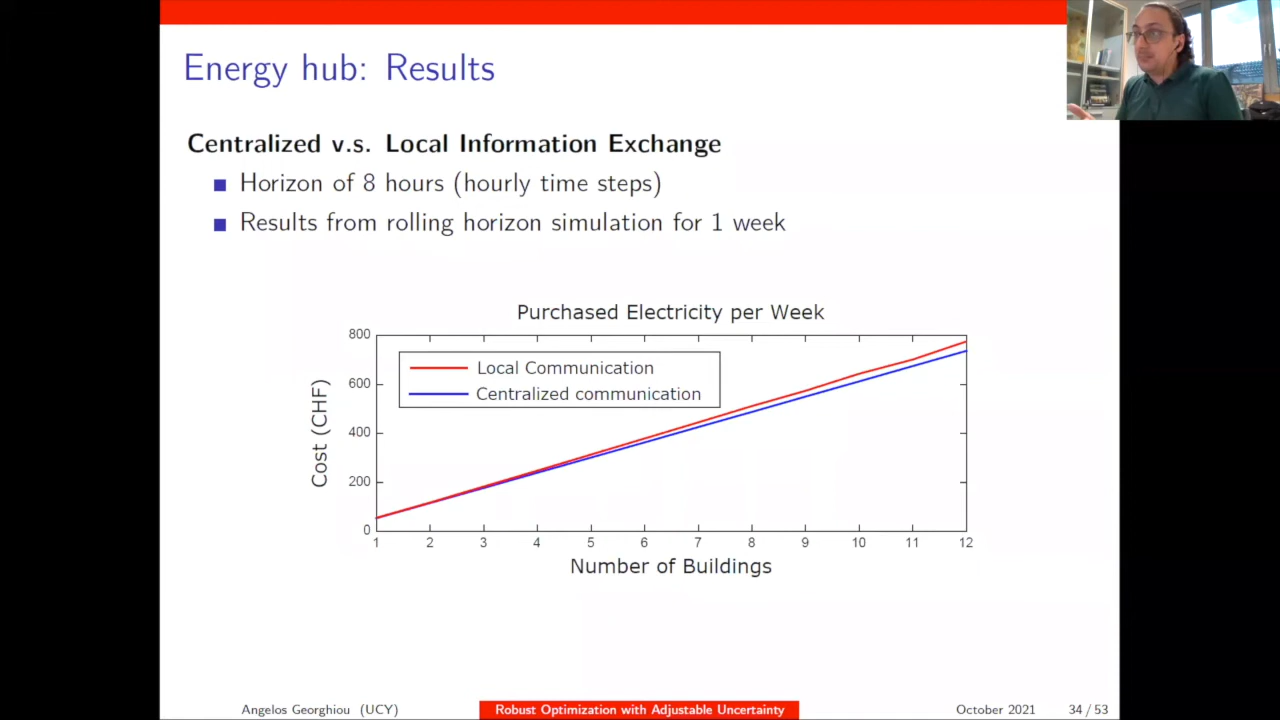 Energy hub: Results
Centralized v.s. Local Information Exchange
Horizon of 8 hours (hourly time steps)
Results from rolling horizon simulation for 1 week
Purchased Electricity per Week
800
600
400
200
0
Cost (CHF)
Local Communication
Centralized communication
1 2 3 4 5 6 7 8 9 10 11 12
Number of Buildings
Angelos Georghiou (UCY) Robust Optimization with Adjustable Uncertainty October 2021 34 / 53